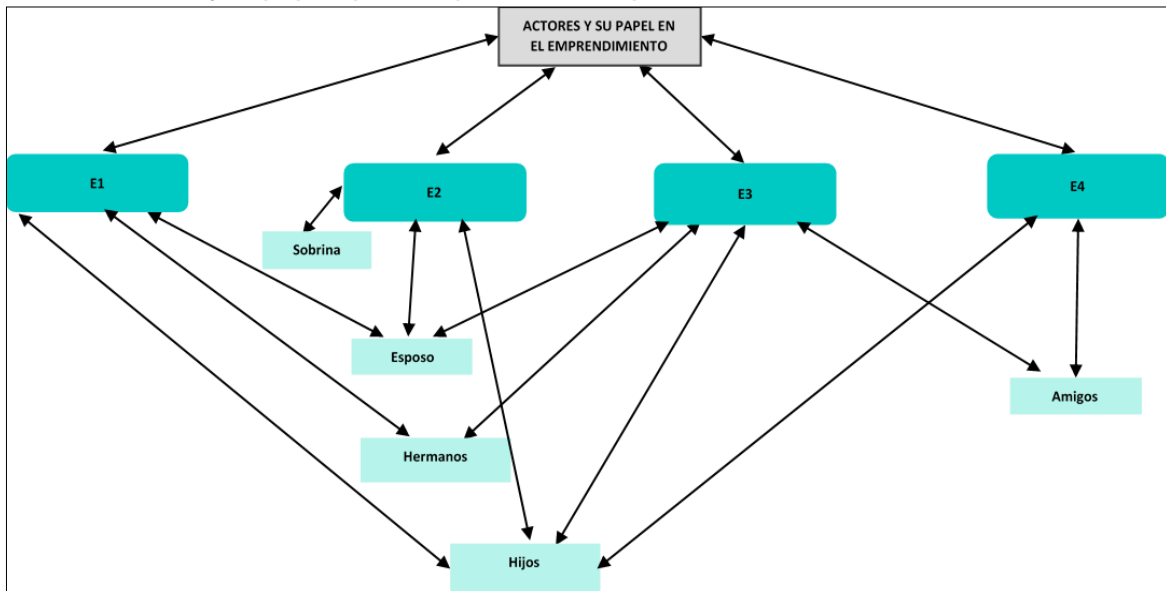 ACTORES Y SU PAPEL EN
EL EMPRENDIMIENTO
E1
E2
E3
E4
Sobrina
Esposo
Amigos
Hermanos
Hijos